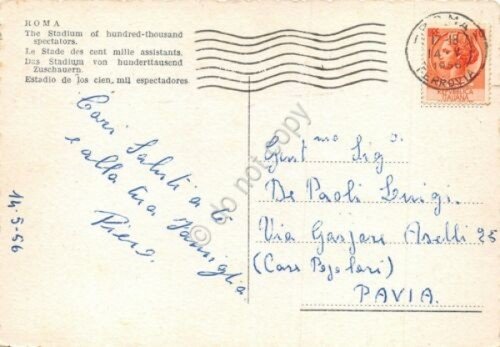 ROMA
The Stadium of hundred-thousand
spectators.
Le Stade des cent mille assistants.
Das Stadium von hunderttausend
Zuschauern.
Estadio de los cien, mil espectadores
Cari Saluti a te
e alla tua famiglia
Piero.
14-5-56
Gent.mo Sig.
De Paoli Luigi.
Via Gaspare Aselli 25
(Case Popolari)
PAVIA.
ROMA
FERROVIA
ITALIANA
do not copy